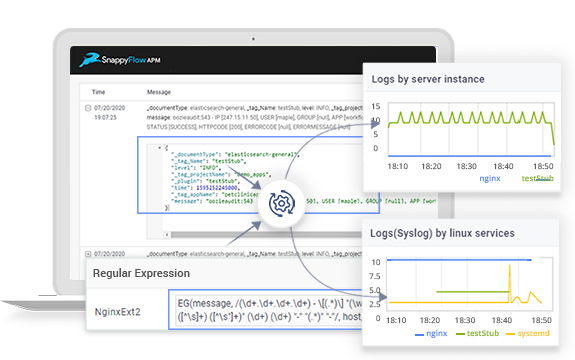 SnappyFlow APM
Time Message
07/20/2020 _documentType: elasticsearch-general, _tag_Name: testStub, level: INFO, _tag_project
19:07:25 message: oozieaudit:543 - IP [247.15.11.50], USER [maple], GROUP [null], APP [workfl
STATUS [SUCCESS], HTTPCODE [200], ERRORCODE [null], ERRORMESSAGE [null],
{
"_documentType": "elasticsearch-general",
"_tag_Name": "testStub",
"level": "INFO",
"_tag_projectName": "Demo_apps",
"_plugin": "testStub",
"time": 1595252245000,
"_tag_appName": "petclinic
"message": "oozieaudit:543 50], USER [maple], GROUP [null], APP [wor
}
07/20/2020 testStub, level: INFO, _tag_project
Regular Expression
NginxExt2
EG(message, /(\d+.\d+.\d+.\d+) - \[(.*)\] "(\w
([^\s]+) ([^\s"]+)" (\d+) (\d+) "-" "(.*)" "-"/, host,
Logs by server instance
15
10
5
0
18:10 18:20 18:30 18:40 18:50
nginx testStub
Logs(Syslog) by linux services
10.0
7.5
5
2.5
0
18:10 18:20 18:30 18:40 18:50
nginx testStub systemd